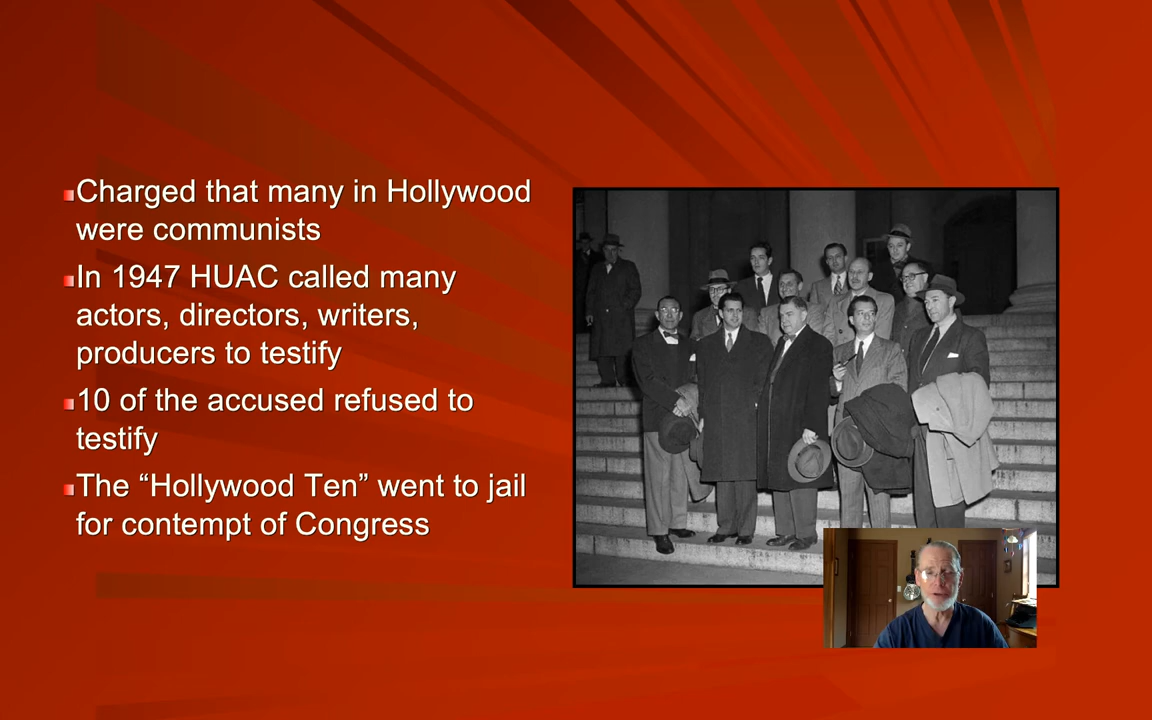 Charged that many in Hollywood
were communists
In 1947 HUAC called many
actors, directors, writers,
producers to testify
10 of the accused refused to
testify
The “Hollywood Ten” went to jail
for contempt of Congress